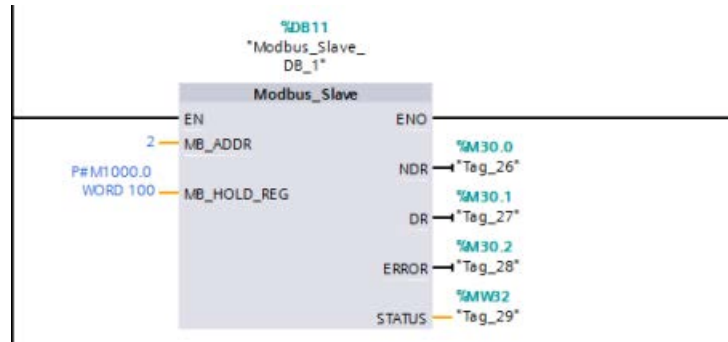 %DB11
"Modbus_Slave_
DB_1"
Modbus_Slave
EN
ENO
2
MB_ADDR
%M30.0
NDR
"Tag_26"
P#M1000.0
WORD 100
MB_HOLD_REG
%M30.1
DR
"Tag_27"
%M30.2
ERROR
"Tag_28"
%MW32
STATUS
"Tag_29"